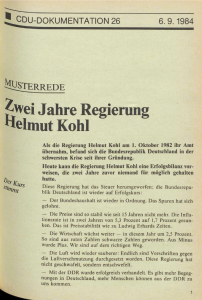 CDU-DOKUMENTATION 26
6. 9. 1984
MUSTERREDE
Zwei Jahre Regierung
Helmut Kohl
Als die Regierung Helmut Kohl am 1. Oktober 1982 ihr Amt
übernahm, befand sich die Bundesrepublik Deutschland in der
schwersten Krise seit ihrer Gründung.
Heute kann die Regierung Helmut Kohl eine Erfolgsbilanz vor-
weisen, die zwei Jahre zuvor niemand für möglich gehalten
hatte.
Der Kurs
stimmt
Diese Regierung hat das Steuer herumgeworfen; die Bundesrepu-
blik Deutschland ist wieder auf Erfolgskurs:
– Der Bundeshaushalt ist wieder in Ordnung. Das Sparen hat sich
gelohnt.
– Die Preise sind so stabil wie seit 15 Jahren nicht mehr. Die Infla-
tionsrate ist in zwei Jahren von 5,3 Prozent auf 1,7 Prozent gesun-
ken. Das ist Preisstabilität wie zu Ludwig Erhards Zeiten.
– Die Wirtschaft wächst weiter — in diesem Jahr um 2,5 Prozent.
So sind aus roten Zahlen schwarze Zahlen geworden. Aus Minus
wurde Plus. Wir sind auf dem richtigen Weg.
– Die Luft wird wieder sauberer: Endlich sind Vorschriften gegen
die Luftverschmutzung durchgesetzt worden. Diese Regierung hat
nicht geschwätzt, sondern entschieden.
– Mit der DDR wurde erfolgreich verhandelt. Es gibt mehr Begeg-
nungen in Deutschland, mehr Menschen können aus der DDR zu
uns kommen.
1